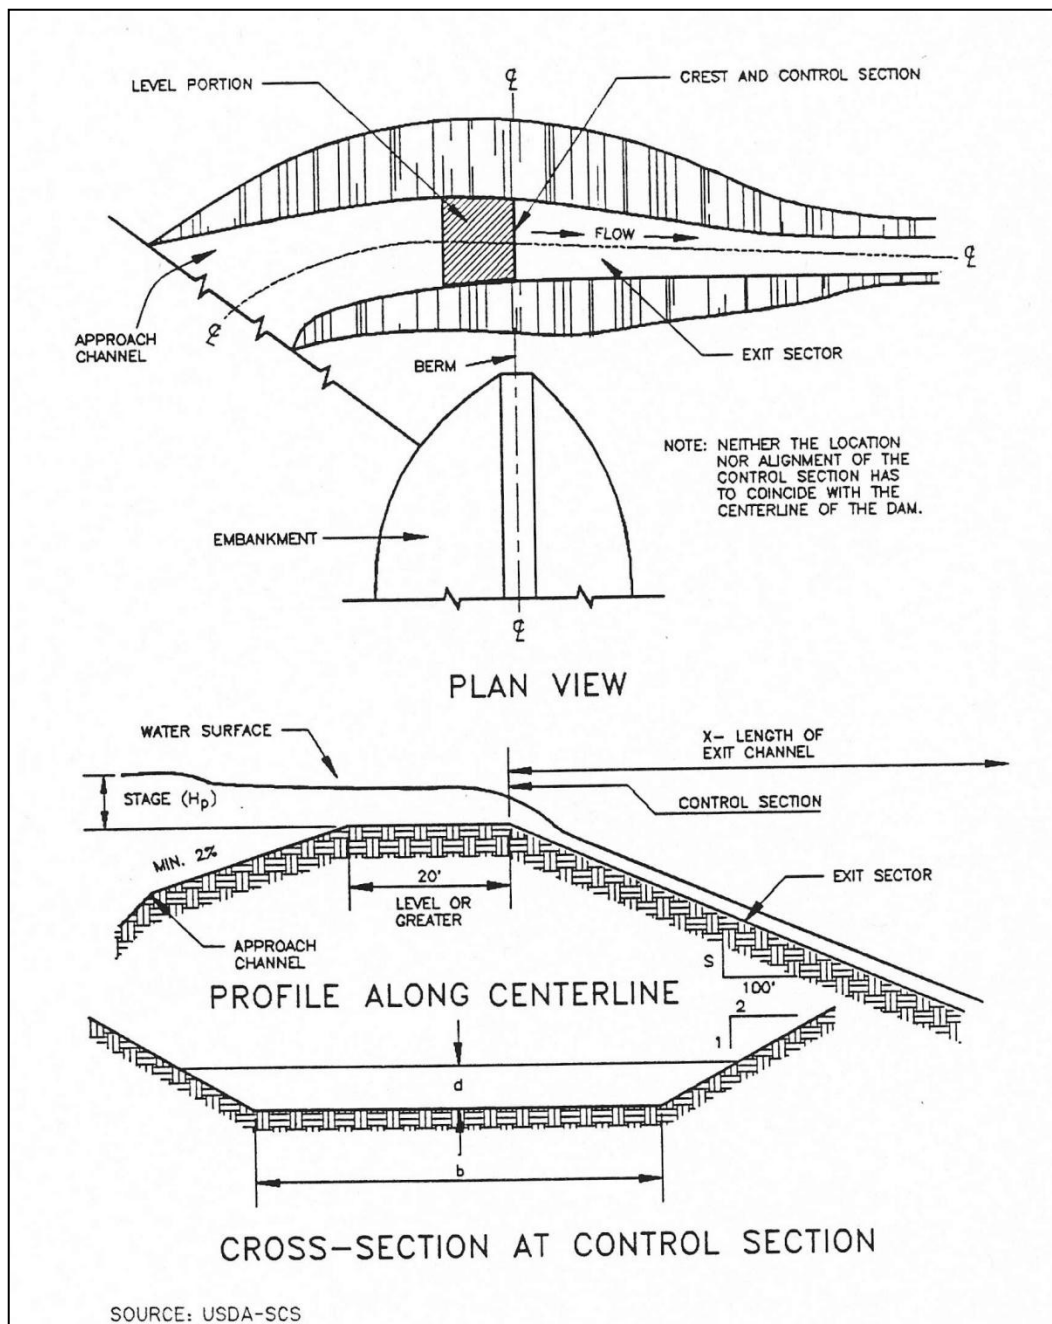 LEVEL PORTION
℄
CREST AND CONTROL SECTION
FLOW
℄
APPROACH
CHANNEL
℄
BERM
EXIT SECTOR
NOTE: NEITHER THE LOCATION
NOR ALIGNMENT OF THE
CONTROL SECTION HAS
TO COINCIDE WITH THE
CENTERLINE OF THE DAM.
EMBANKMENT
℄
PLAN VIEW
WATER SURFACE
X- LENGTH OF
EXIT CHANNEL
STAGE (Hp)
CONTROL SECTION
MIN. 2%
20'
LEVEL OR
GREATER
EXIT SECTOR
APPROACH
CHANNEL
S
100'
PROFILE ALONG CENTERLINE
2
1
d
b
CROSS-SECTION AT CONTROL SECTION
SOURCE: USDA-SCS